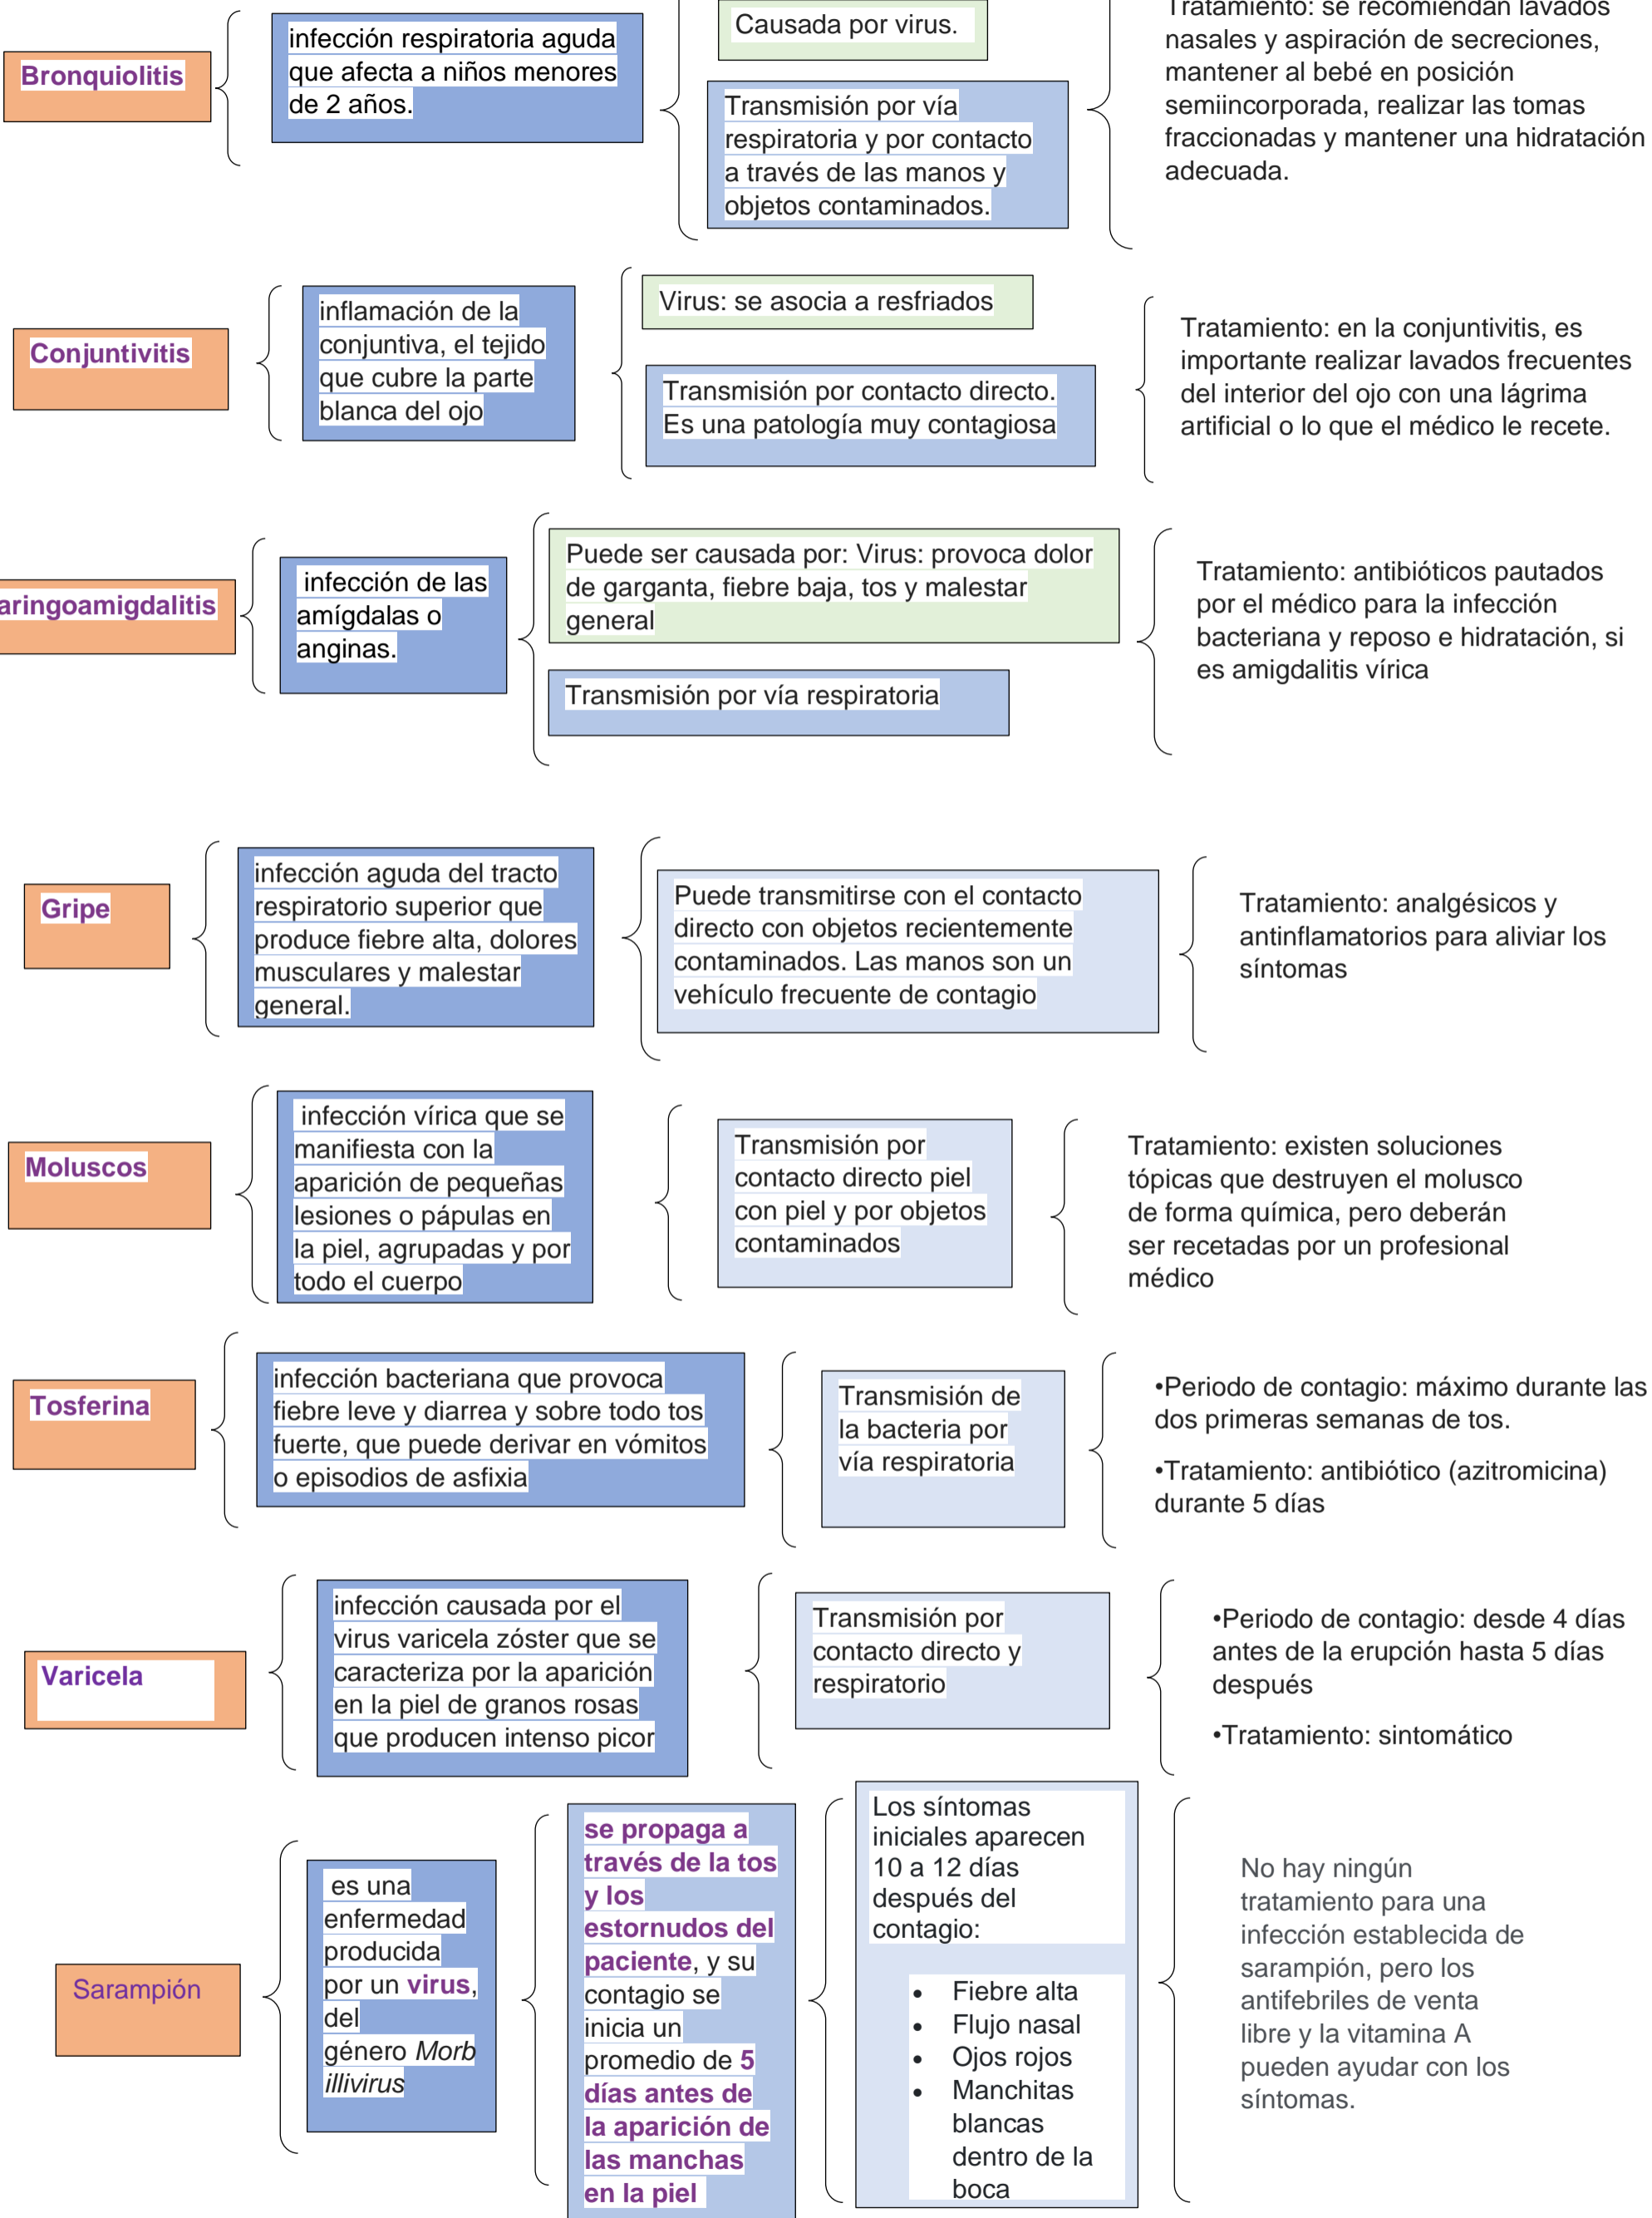 Bronquiolitis
infección respiratoria aguda
que afecta a niños menores
de 2 años.
Causada por virus.
Transmisión por vía
respiratoria y por contacto
a través de las manos y
objetos contaminados.
Tratamiento: se recomiendan lavados
nasales y aspiración de secreciones,
mantener al bebé en posición
semiincorporada, realizar las tomas
fraccionadas y mantener una hidratación
adecuada.
Conjuntivitis
inflamación de la
conjuntiva, el tejido
que cubre la parte
blanca del ojo
Virus: se asocia a resfriados
Transmisión por contacto directo.
Es una patología muy contagiosa
Tratamiento: en la conjuntivitis, es
importante realizar lavados frecuentes
del interior del ojo con una lágrima
artificial o lo que el médico le recete.
aringoamigdalitis
infección de las
amígdalas o
anginas.
Puede ser causada por: Virus: provoca dolor
de garganta, fiebre baja, tos y malestar
general
Transmisión por vía respiratoria
Tratamiento: antibióticos pautados
por el médico para la infección
bacteriana y reposo e hidratación, si
es amigdalitis vírica
Gripe
infección aguda del tracto
respiratorio superior que
produce fiebre alta, dolores
musculares y malestar
general.
Puede transmitirse con el contacto
directo con objetos recientemente
contaminados. Las manos son un
vehículo frecuente de contagio
Tratamiento: analgésicos y
antinflamatorios para aliviar los
síntomas
Moluscos
infección vírica que se
manifiesta con la
aparición de pequeñas
lesiones o pápulas en
la piel, agrupadas y por
todo el cuerpo
Transmisión por
contacto directo piel
con piel y por objetos
contaminados
Tratamiento: existen soluciones
tópicas que destruyen el molusco
de forma química, pero deberán
ser recetadas por un profesional
médico
Tosferina
infección bacteriana que provoca
fiebre leve y diarrea y sobre todo tos
fuerte, que puede derivar en vómitos
o episodios de asfixia
Transmisión de
la bacteria por
vía respiratoria
•Periodo de contagio: máximo durante las
dos primeras semanas de tos.
•Tratamiento: antibiótico (azitromicina)
durante 5 días
Varicela
infección causada por el
virus varicela zóster que se
caracteriza por la aparición
en la piel de granos rosas
que producen intenso picor
Transmisión por
contacto directo y
respiratorio
•Periodo de contagio: desde 4 días
antes de la erupción hasta 5 días
después
•Tratamiento: sintomático
Sarampión
es una
enfermedad
producida
por un virus,
del
género Morb
illivirus
se propaga a
través de la tos
y los
estornudos del
paciente, y su
contagio se
inicia un
promedio de 5
días antes de
la aparición de
las manchas
en la piel
Los síntomas
iniciales aparecen
10 a 12 días
después del
contagio:
• Fiebre alta
• Flujo nasal
• Ojos rojos
• Manchitas
blancas
dentro de la
boca
No hay ningún
tratamiento para una
infección establecida de
sarampión, pero los
antifebriles de venta
libre y la vitamina A
pueden ayudar con los
síntomas.